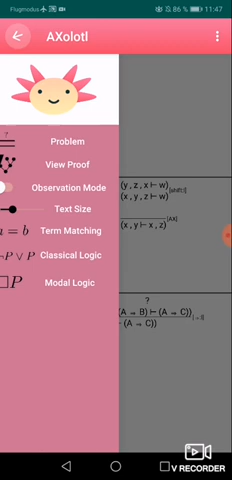 Flugmodus 86 % 11:47
AXolotl
?
Problem
View Proof
Observation Mode
Text Size
a = b Term Matching
¬P ∨ P Classical Logic
□P Modal Logic
(y , z , x ⊢ w)
(x , y , z ⊢ w) [shift:l]
(x , y ⊢ x , z) [AX]
?
(A ⇒ B) ⊢ (A ⇒ C))
(A ⇒ C))
V RECORDER